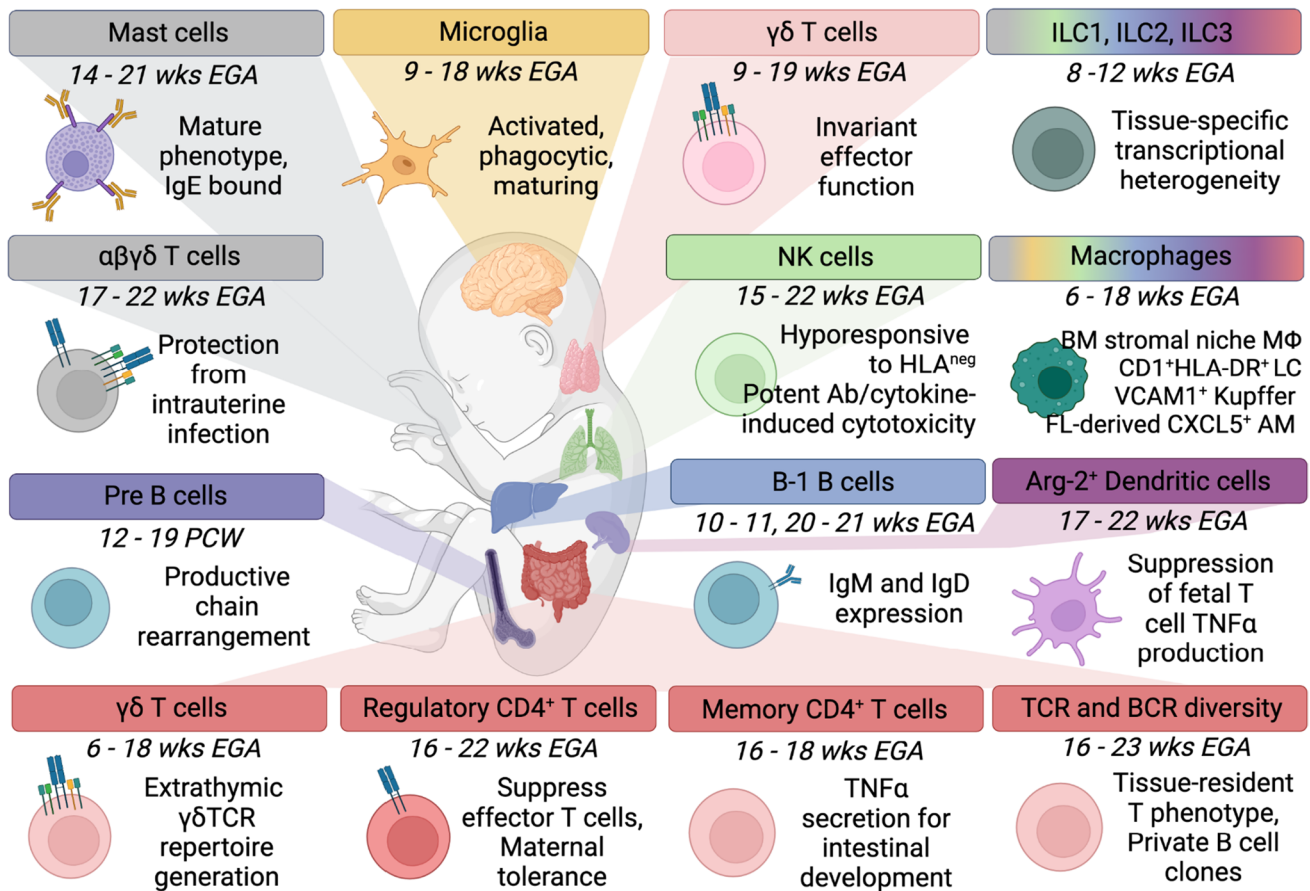 Mast cells
14 - 21 wks EGA
Mature
phenotype,
IgE bound
Microglia
9 - 18 wks EGA
Activated,
phagocytic,
maturing
γδ T cells
9 - 19 wks EGA
Invariant
effector
function
ILC1, ILC2, ILC3
8 -12 wks EGA
Tissue-specific
transcriptional
heterogeneity
αβγδ T cells
17 - 22 wks EGA
Protection
from
intrauterine
infection
NK cells
15 - 22 wks EGA
Hyporesponsive
to HLAⁿᵉᵍ
Potent Ab/cytokine-
induced cytotoxicity
Macrophages
6 - 18 wks EGA
BM stromal niche MΦ
CD1⁺HLA-DR⁺ LC
VCAM1⁺ Kupffer
FL-derived CXCL5⁺ AM
Pre B cells
12 - 19 PCW
Productive
chain
rearrangement
B-1 B cells
10 - 11, 20 - 21 wks EGA
IgM and IgD
expression
Arg-2⁺ Dendritic cells
17 - 22 wks EGA
Suppression
of fetal T
cell TNFα
production
γδ T cells
6 - 18 wks EGA
Extrathymic
γδTCR
repertoire
generation
Regulatory CD4⁺ T cells
16 - 22 wks EGA
Suppress
effector T cells,
Maternal
tolerance
Memory CD4⁺ T cells
16 - 18 wks EGA
TNFα
secretion for
intestinal
development
TCR and BCR diversity
16 - 23 wks EGA
Tissue-resident
T phenotype,
Private B cell
clones